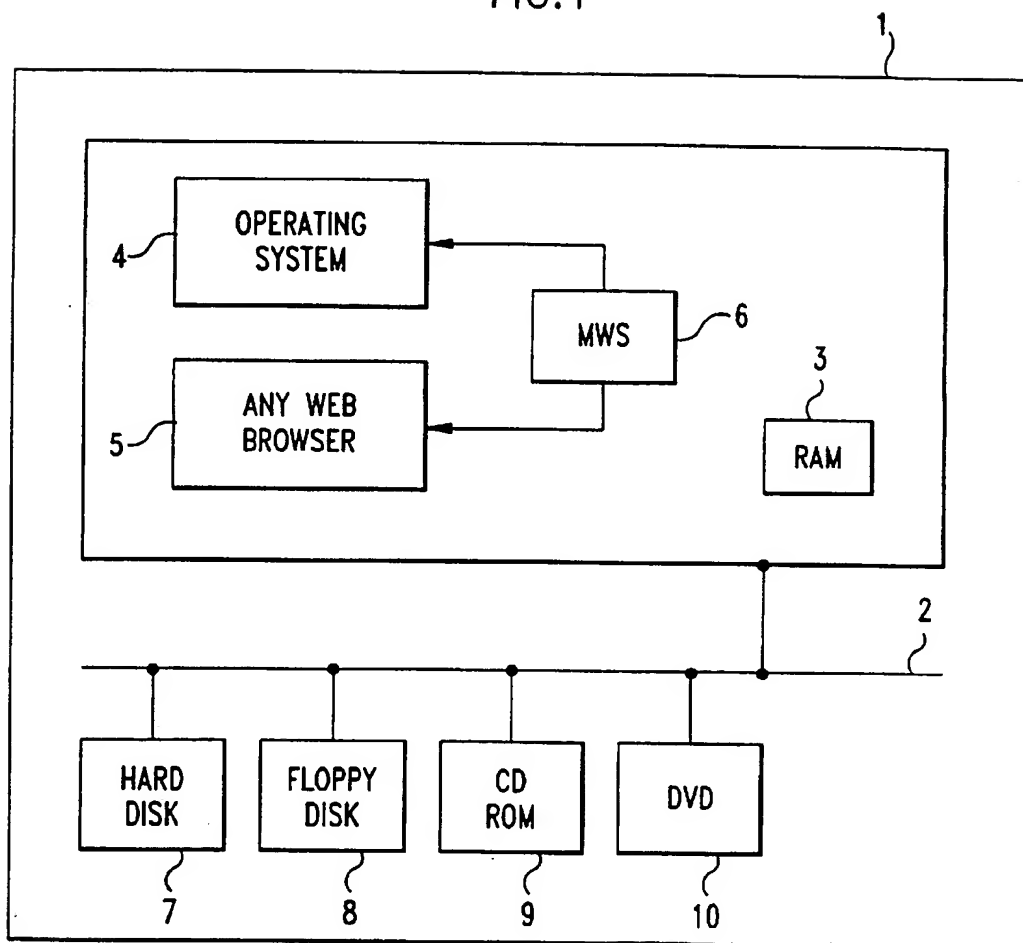 1
OPERATING
SYSTEM
4
MWS
6
ANY WEB
BROWSER
5
3
RAM
2
HARD
DISK
FLOPPY
DISK
CD
ROM
DVD
7
8
9
10